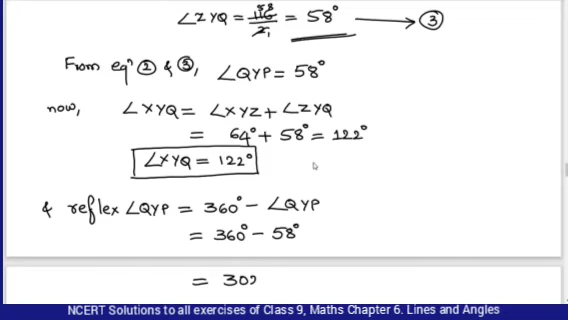 ∠ZYQ = 116°/2 = 58° ⟶ ③
From eqⁿ ② & ③, ∠QYP = 58°
now, ∠XYQ = ∠XYZ + ∠ZYQ
= 64° + 58° = 122°
∠XYQ = 122°
& reflex ∠QYP = 360° - ∠QYP
= 360° - 58°
= 302
NCERT Solutions to all exercises of Class 9, Maths Chapter 6. Lines and Angles